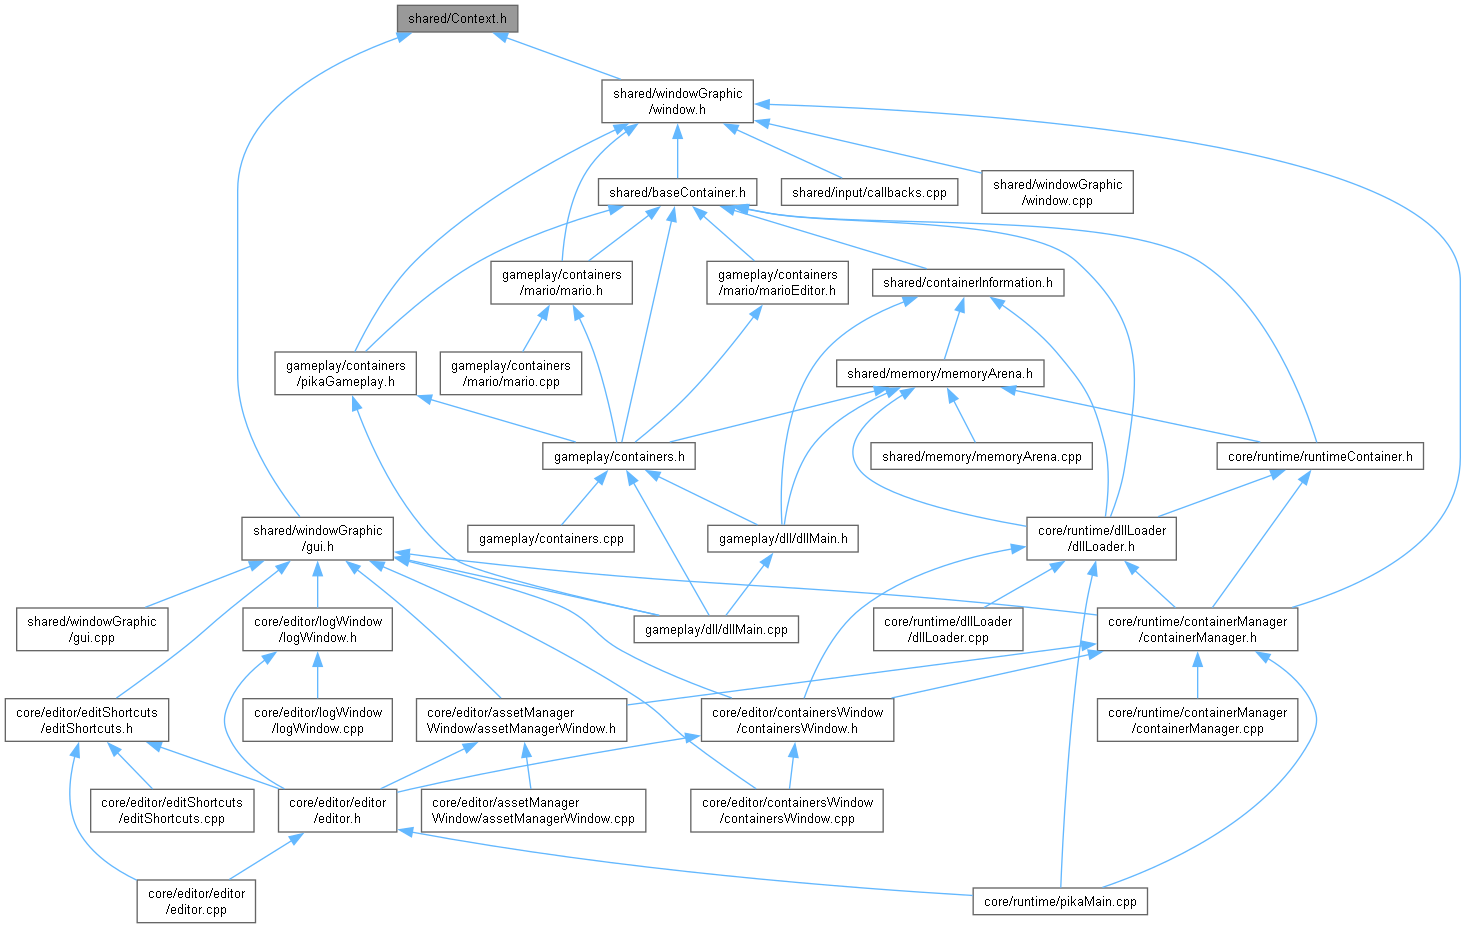 shared/Context.h
shared/windowGraphic
/window.h
shared/baseContainer.h
shared/input/callbacks.cpp
shared/windowGraphic
/window.cpp
gameplay/containers
/mario/mario.h
gameplay/containers
/mario/marioEditor.h
shared/containerInformation.h
gameplay/containers
/pikaGameplay.h
gameplay/containers
/mario/mario.cpp
shared/memory/memoryArena.h
gameplay/containers.h
shared/memory/memoryArena.cpp
core/runtime/runtimeContainer.h
shared/windowGraphic
/gui.h
gameplay/containers.cpp
gameplay/dll/dllMain.h
core/runtime/dllLoader
/dllLoader.h
shared/windowGraphic
/gui.cpp
core/editor/logWindow
/logWindow.h
gameplay/dll/dllMain.cpp
core/runtime/dllLoader
/dllLoader.cpp
core/runtime/containerManager
/containerManager.h
core/editor/editShortcuts
/editShortcuts.h
core/editor/logWindow
/logWindow.cpp
core/editor/assetManager
Window/assetManagerWindow.h
core/editor/containersWindow
/containersWindow.h
core/runtime/containerManager
/containerManager.cpp
core/editor/editShortcuts
/editShortcuts.cpp
core/editor/editor
/editor.h
core/editor/assetManager
Window/assetManagerWindow.cpp
core/editor/containersWindow
/containersWindow.cpp
core/editor/editor
/editor.cpp
core/runtime/pikaMain.cpp